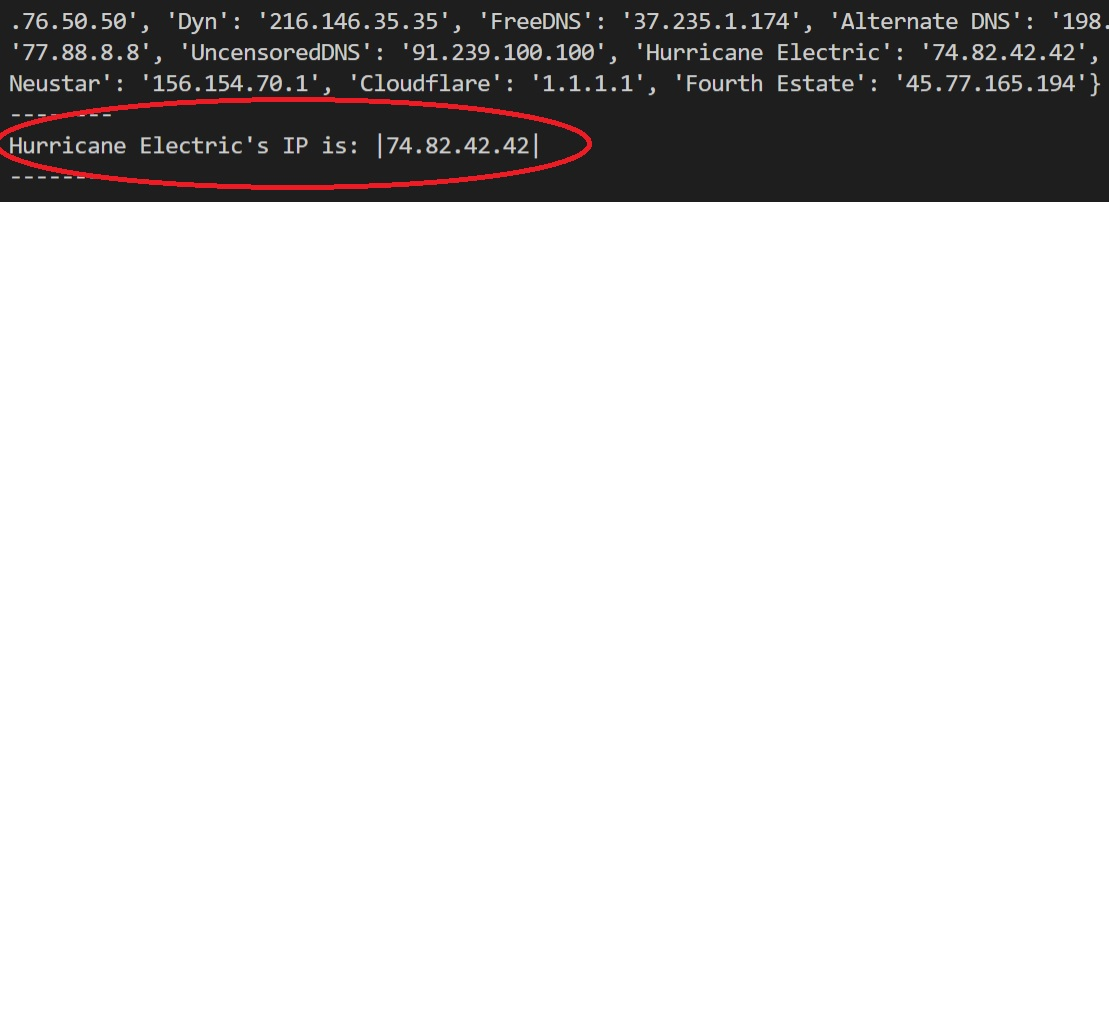 .76.50.50', 'Dyn': '216.146.35.35', 'FreeDNS': '37.235.1.174', 'Alternate DNS': '198.
'77.88.8.8', 'UncensoredDNS': '91.239.100.100', 'Hurricane Electric': '74.82.42.42',
Neustar': '156.154.70.1', 'Cloudflare': '1.1.1.1', 'Fourth Estate': '45.77.165.194'}
--------
Hurricane Electric's IP is: |74.82.42.42|
--------